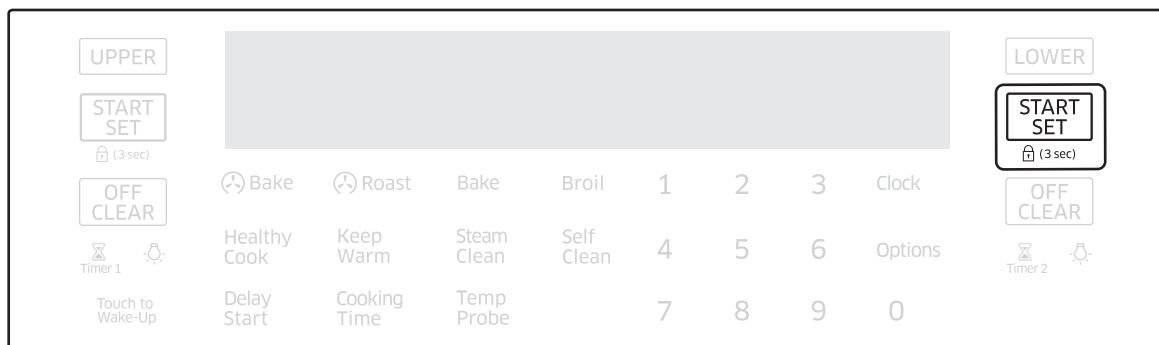 UPPER
LOWER
START
SET
(3 sec)
START
SET
(3 sec)
OFF
CLEAR
Timer 1
Touch to
Wake-Up
Bake
Roast
Bake
Broil
1
2
3
Clock
Healthy
Cook
Keep
Warm
Steam
Clean
Self
Clean
4
5
6
Options
Delay
Start
Cooking
Time
Temp
Probe
7
8
9
0
OFF
CLEAR
Timer 2